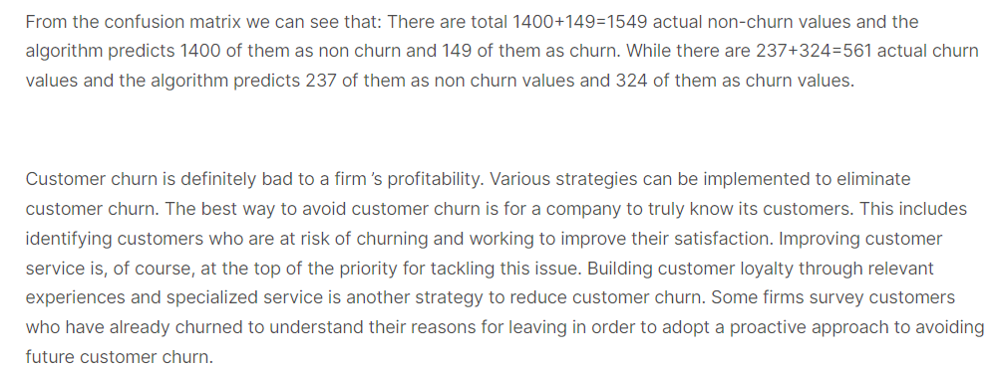 From the confusion matrix we can see that: There are total 1400+149=1549 actual non-churn values and the
algorithm predicts 1400 of them as non churn and 149 of them as churn. While there are 237+324=561 actual churn
values and the algorithm predicts 237 of them as non churn values and 324 of them as churn values.
Customer churn is definitely bad to a firm 's profitability. Various strategies can be implemented to eliminate
customer churn. The best way to avoid customer churn is for a company to truly know its customers. This includes
identifying customers who are at risk of churning and working to improve their satisfaction. Improving customer
service is, of course, at the top of the priority for tackling this issue. Building customer loyalty through relevant
experiences and specialized service is another strategy to reduce customer churn. Some firms survey customers
who have already churned to understand their reasons for leaving in order to adopt a proactive approach to avoiding
future customer churn.